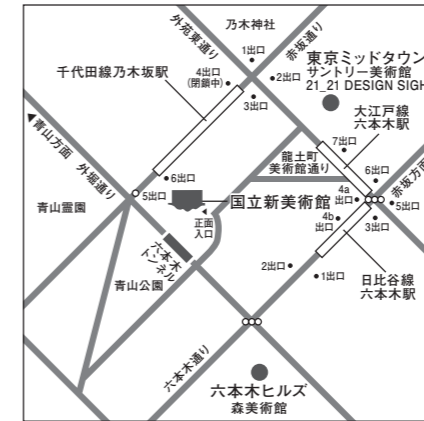 乃木神社
外苑東通り
赤坂通り
1出口
千代田線乃木坂駅
4出口
(閉鎖中)
2出口
3出口
東京ミッドタウン
サントリー美術館
21_21 DESIGN SIGH
大江戸線
六本木駅
7出口
青山方面
外堀通り
龍土町
美術館通り
6出口
6出口
赤坂方面
5出口
国立新美術館
4a
出口
5出口
青山霊園
正面
入口
4b
出口
3出口
六本木
トンネル
青山公園
2出口
1出口
日比谷線
六本木駅
六本木通り
六本木ヒルズ
森美術館